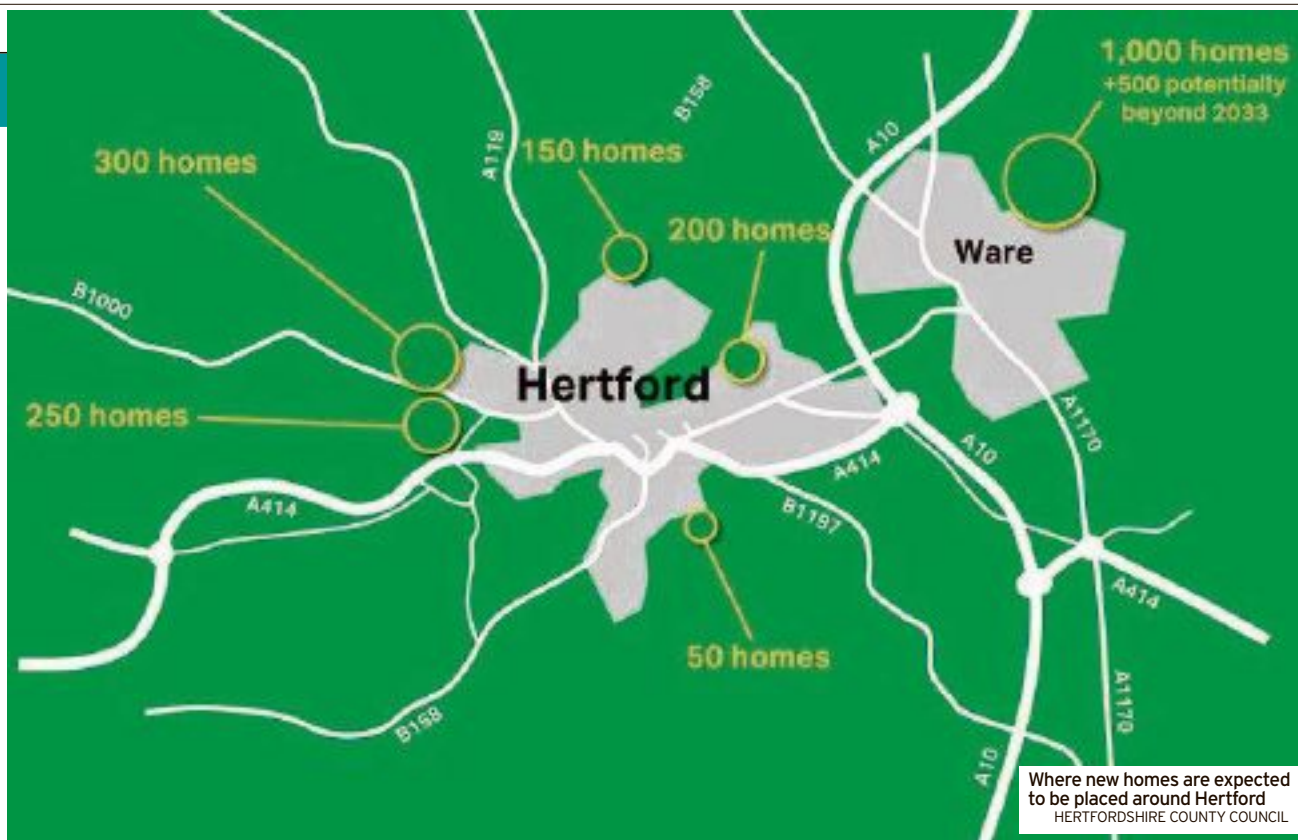 1,000 homes
+500 potentially
beyond 2033
B158
A10
A119
150 homes
300 homes
200 homes
Ware
B1000
Hertford
250 homes
A1170
A10
A414
A414
B1197
A414
50 homes
A1170
B158
A10
Where new homes are expected
to be placed around Hertford
HERTFORDSHIRE COUNTY COUNCIL